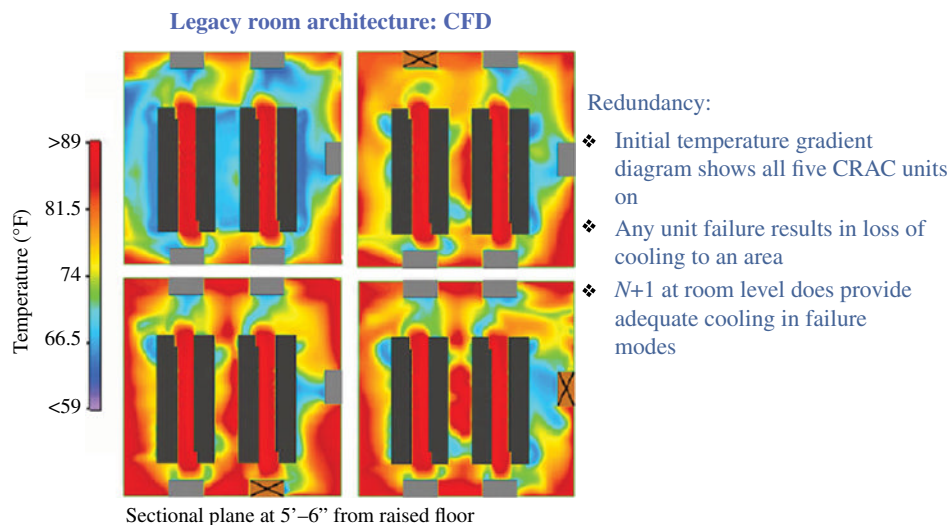 Legacy room architecture: CFD
Temperature (°F)
>89
81.5
74
66.5
<59
Redundancy:
❖ Initial temperature gradient
diagram shows all five CRAC units
on
❖ Any unit failure results in loss of
cooling to an area
❖ N+1 at room level does provide
adequate cooling in failure
modes
Sectional plane at 5’–6” from raised floor